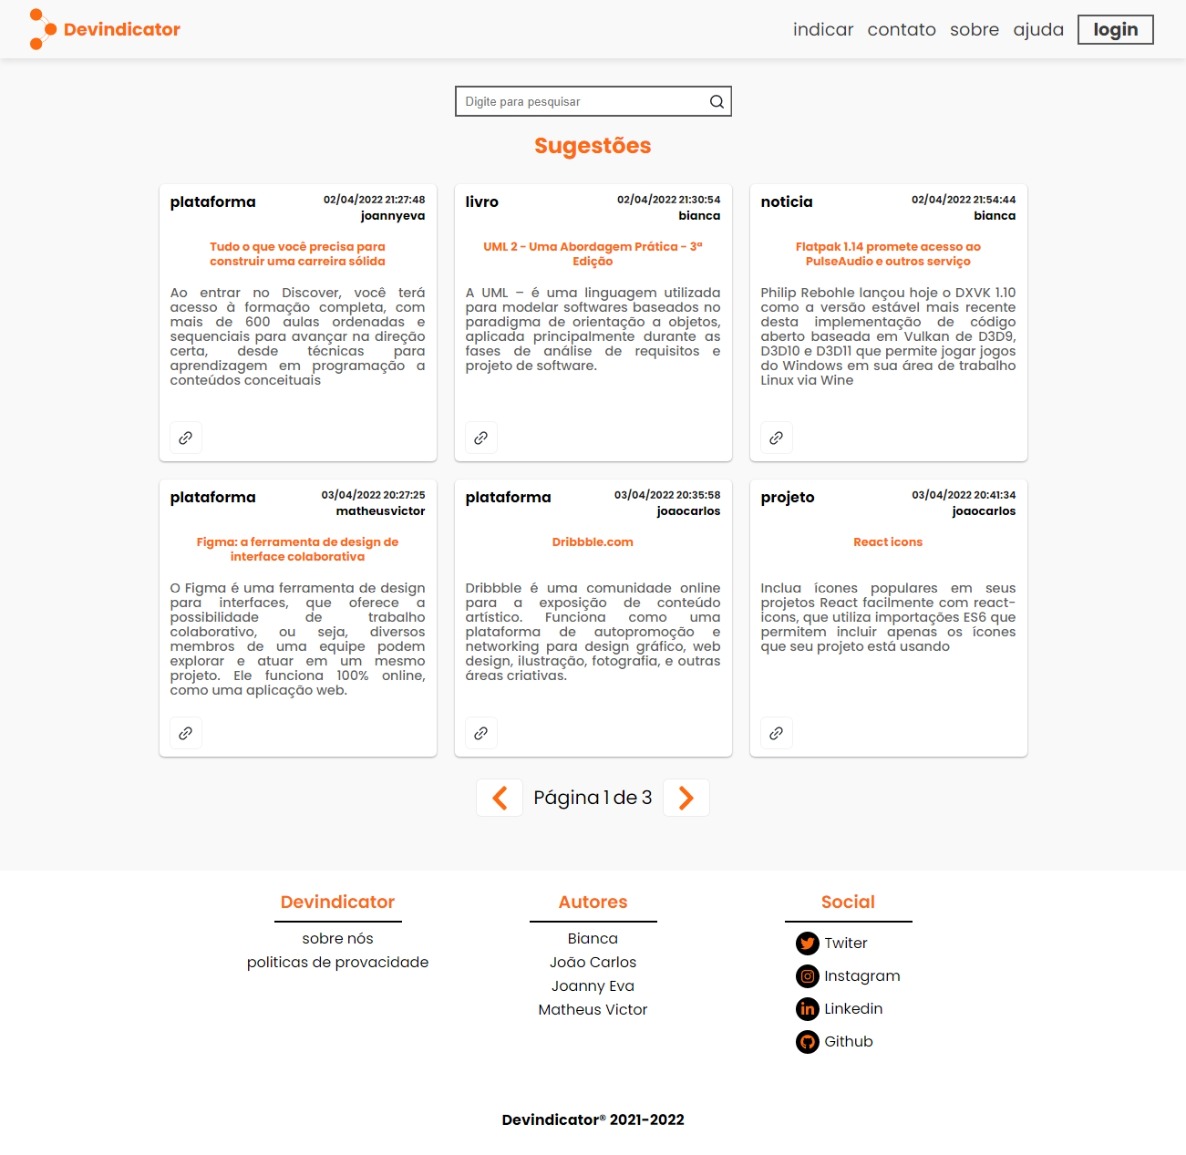 Devindicator
indicar contato sobre ajuda login
Digite para pesquisar
Sugestões
plataforma
02/04/2022 21:27:48
joannyeva
Tudo o que você precisa para
construir uma carreira sólida
Ao entrar no Discover, você terá
acesso à formação completa, com
mais de 600 aulas ordenadas e
sequenciais para avançar na direção
certa, desde técnicas para
aprendizagem em programação a
conteúdos conceituais
livro
02/04/2022 21:30:54
bianca
UML 2 - Uma Abordagem Prática - 3ª
Edição
A UML – é uma linguagem utilizada
para modelar softwares baseados no
paradigma de orientação a objetos,
aplicada principalmente durante as
fases de análise de requisitos e
projeto de software.
noticia
02/04/2022 21:54:44
bianca
Flatpak 1.14 promete acesso ao
PulseAudio e outros serviço
Philip Rebohle lançou hoje o DXVK 1.10
como a versão estável mais recente
desta implementação de código
aberto baseada em Vulkan de D3D9,
D3D10 e D3D11 que permite jogar jogos
do Windows em sua área de trabalho
Linux via Wine
plataforma
03/04/2022 20:27:25
matheusvictor
Figma: a ferramenta de design de
interface colaborativa
O Figma é uma ferramenta de design
para interfaces, que oferece a
possibilidade de trabalho
colaborativo, ou seja, diversos
membros de uma equipe podem
explorar e atuar em um mesmo
projeto. Ele funciona 100% online,
como uma aplicação web.
plataforma
03/04/2022 20:35:58
joaocarlos
Dribbble.com
Dribbble é uma comunidade online
para a exposição de conteúdo
artístico. Funciona como uma
plataforma de autopromoção e
networking para design gráfico, web
design, ilustração, fotografia, e outras
áreas criativas.
projeto
03/04/2022 20:41:34
joaocarlos
React icons
Inclua ícones populares em seus
projetos React facilmente com react-
icons, que utiliza importações ES6 que
permitem incluir apenas os ícones
que seu projeto está usando
Página 1 de 3
Devindicator
sobre nós
politicas de provacidade
Autores
Bianca
João Carlos
Joanny Eva
Matheus Victor
Social
Twiter
Instagram
Linkedin
Github
Devindicator® 2021-2022